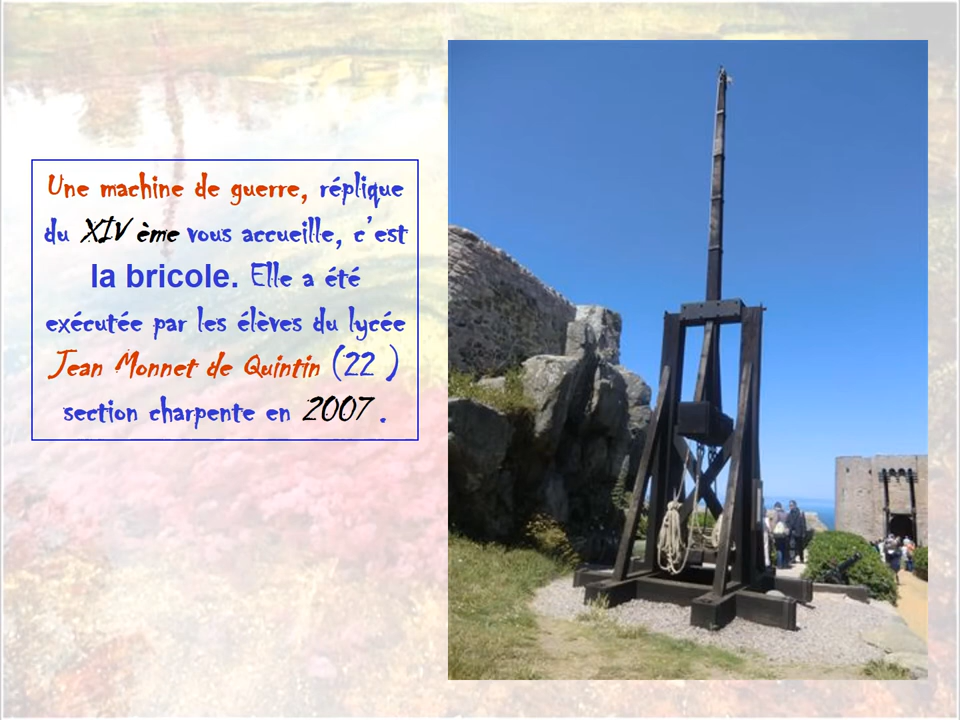 Une machine de guerre, réplique
du XIV ème vous accueille, c'est
la bricole. Elle a été
exécutée par les élèves du lycée
Jean Monnet de Quintin (22 )
section charpente en 2007 .